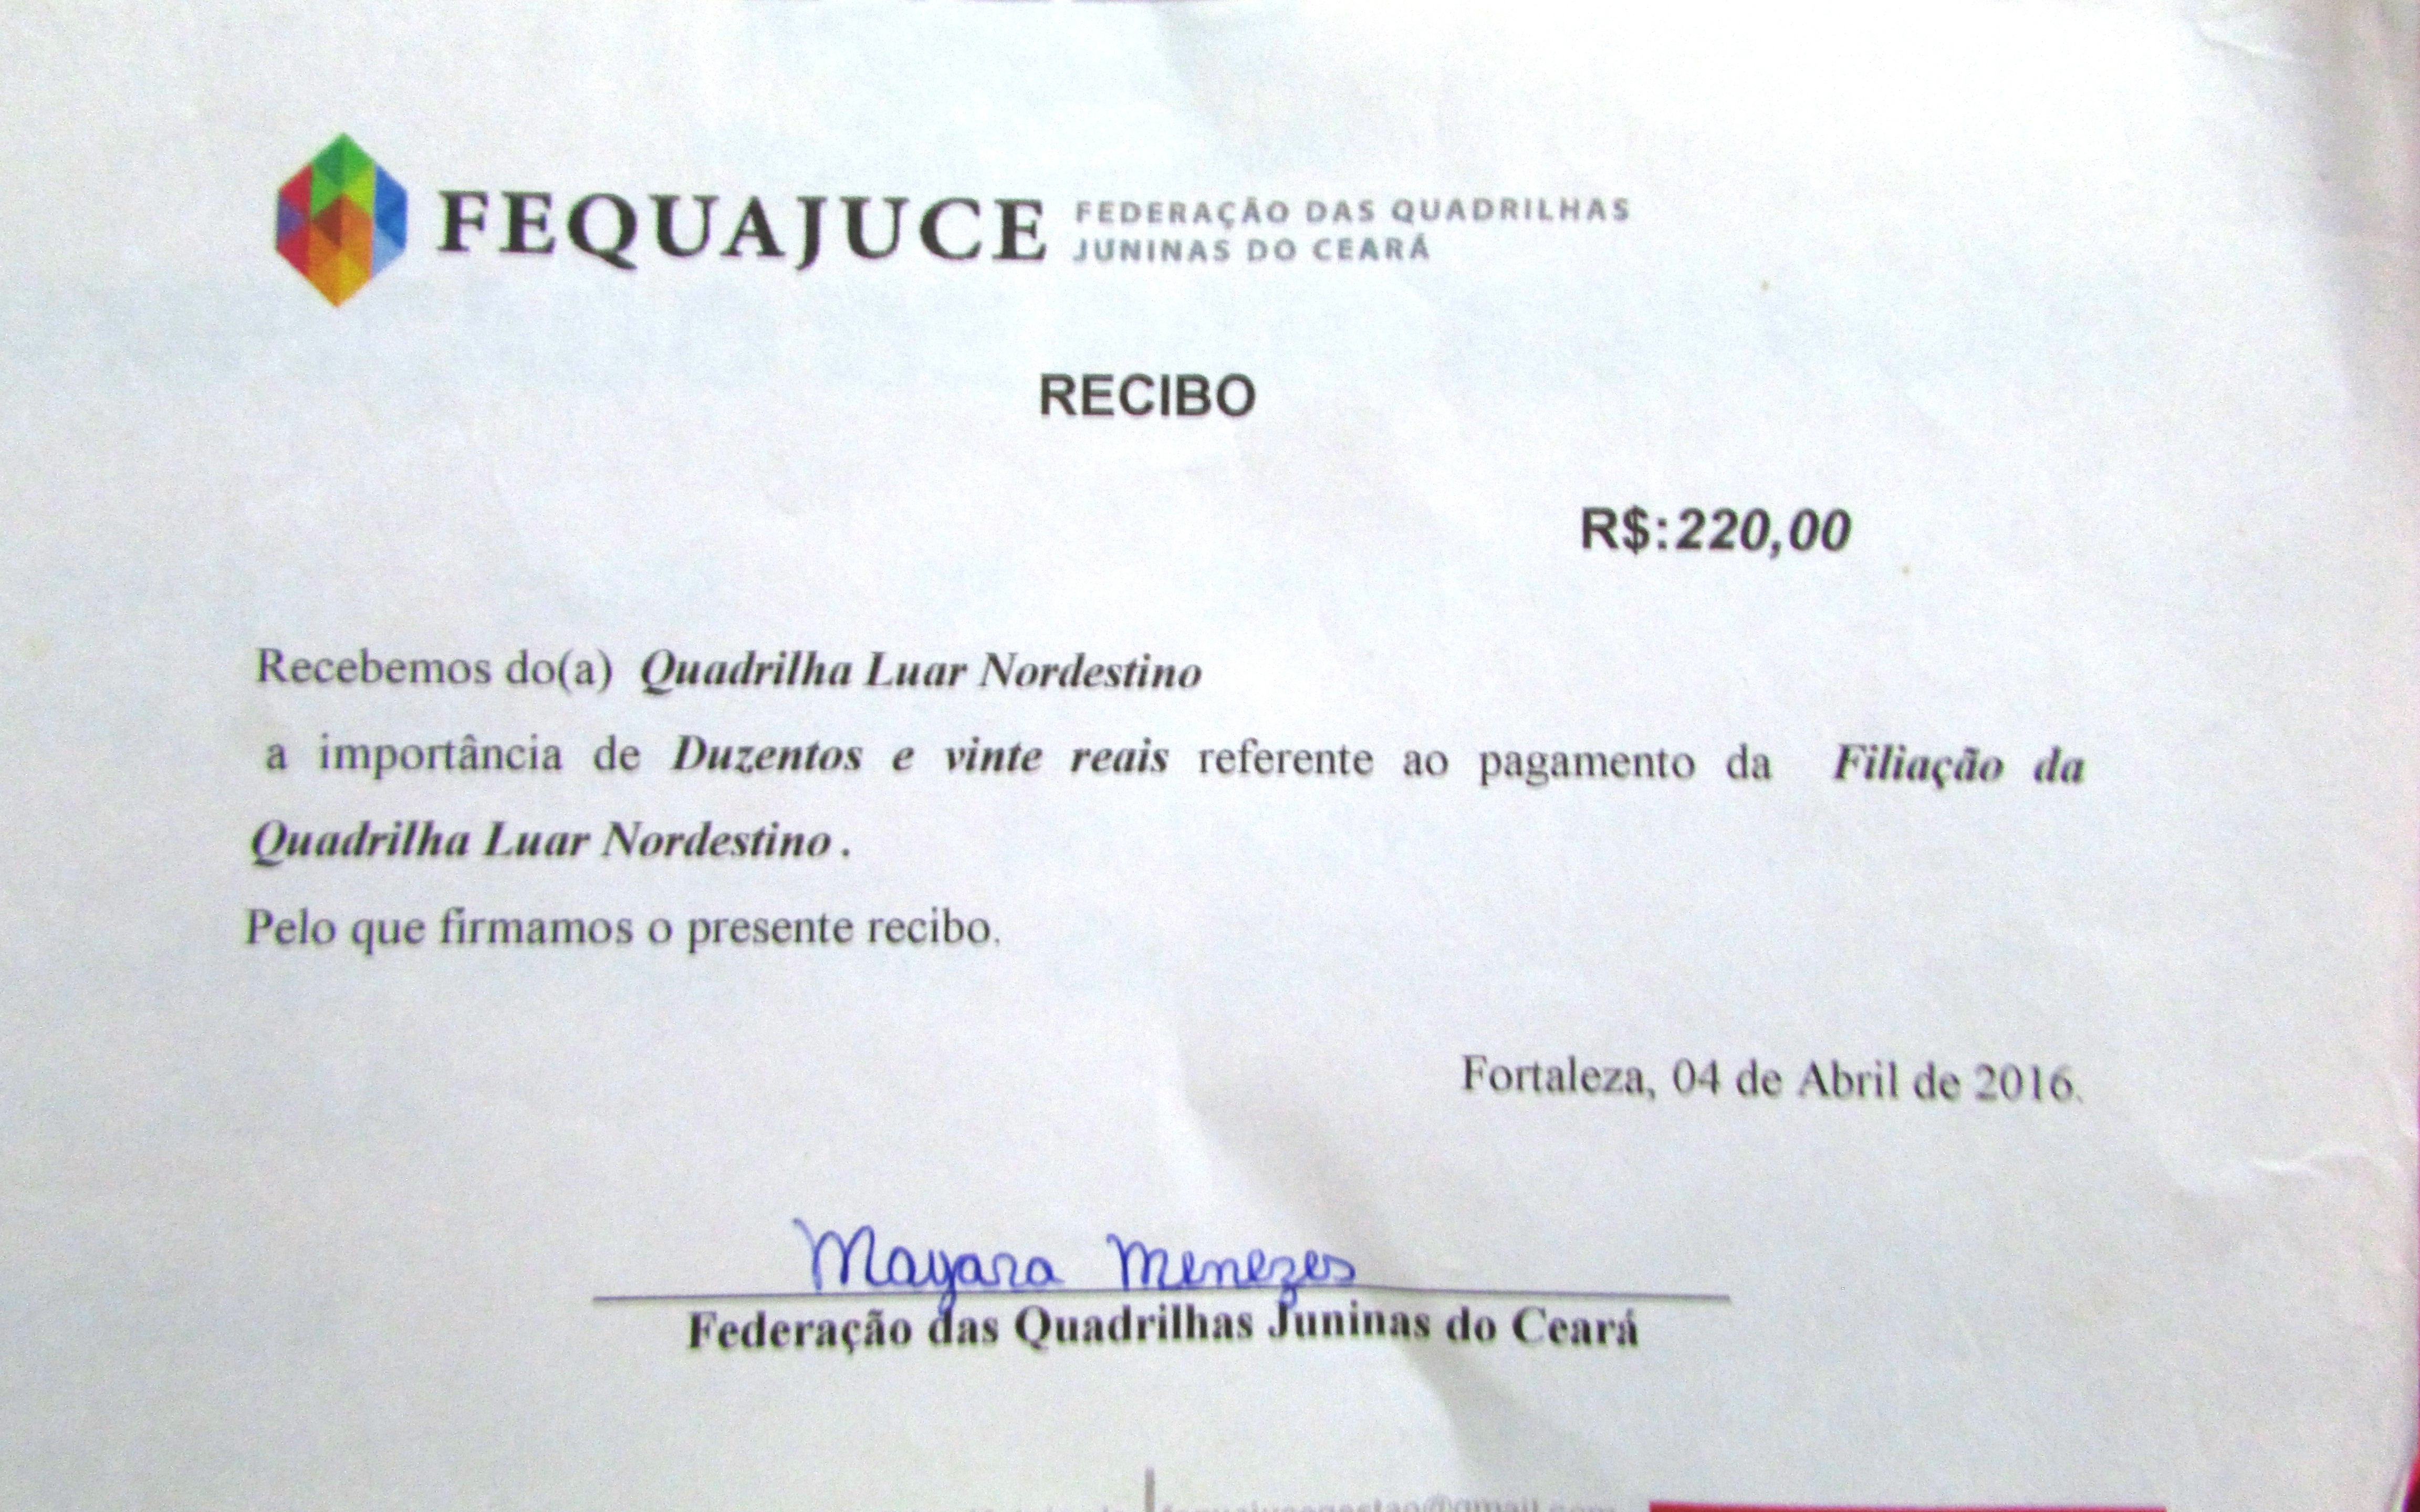 FEQUAJUCE
FEDERAÇÃO DAS QUADRILHAS
JUNINAS DO CEARÁ
RECIBO
R$:220,00
Recebemos do(a) Quadrilha Luar Nordestino
a importância de Duzentos e vinte reais referente ao pagamento da Filiação da
Quadrilha Luar Nordestino .
Pelo que firmamos o presente recibo.
Fortaleza, 04 de Abril de 2016.
Mayara Menezes
Federação das Quadrilhas Juninas do Ceará